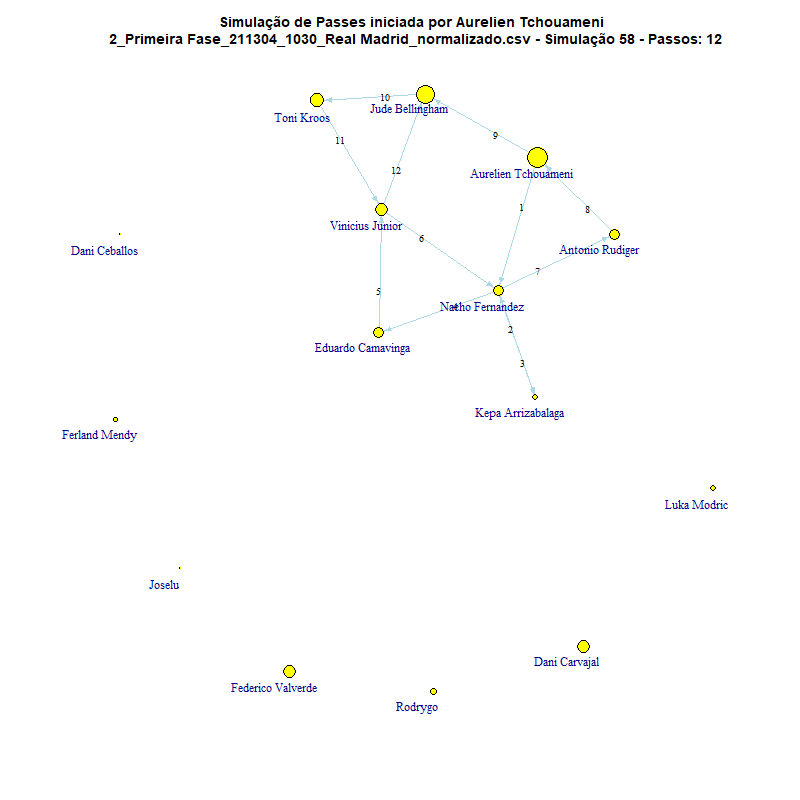 Simulação de Passes iniciada por Aurelien Tchouameni
2_Primeira Fase_211304_1030_Real Madrid_normalizado.csv - Simulação 58 - Passos: 12
10
Jude Bellingham
Toni Kroos
9
11
12
Aurelien Tchouameni
1
8
Vinicius Junior
6
Antonio Rudiger
Dani Ceballos
7
5
Nacho Fernandez
4
2
Eduardo Camavinga
3
Kepa Arrizabalaga
Ferland Mendy
Luka Modric
Joselu
Dani Carvajal
Federico Valverde
Rodrygo